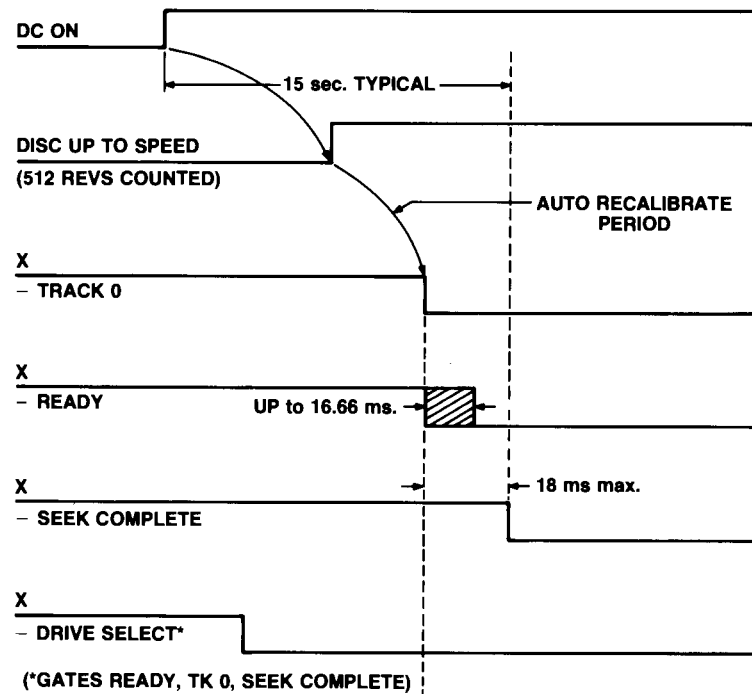 DC ON
15 sec. TYPICAL
DISC UP TO SPEED
(512 REVS COUNTED)
AUTO RECALIBRATE
PERIOD
X
– TRACK 0
X
– READY
UP to 16.66 ms.
X
18 ms max.
– SEEK COMPLETE
X
– DRIVE SELECT*
(*GATES READY, TK 0, SEEK COMPLETE)